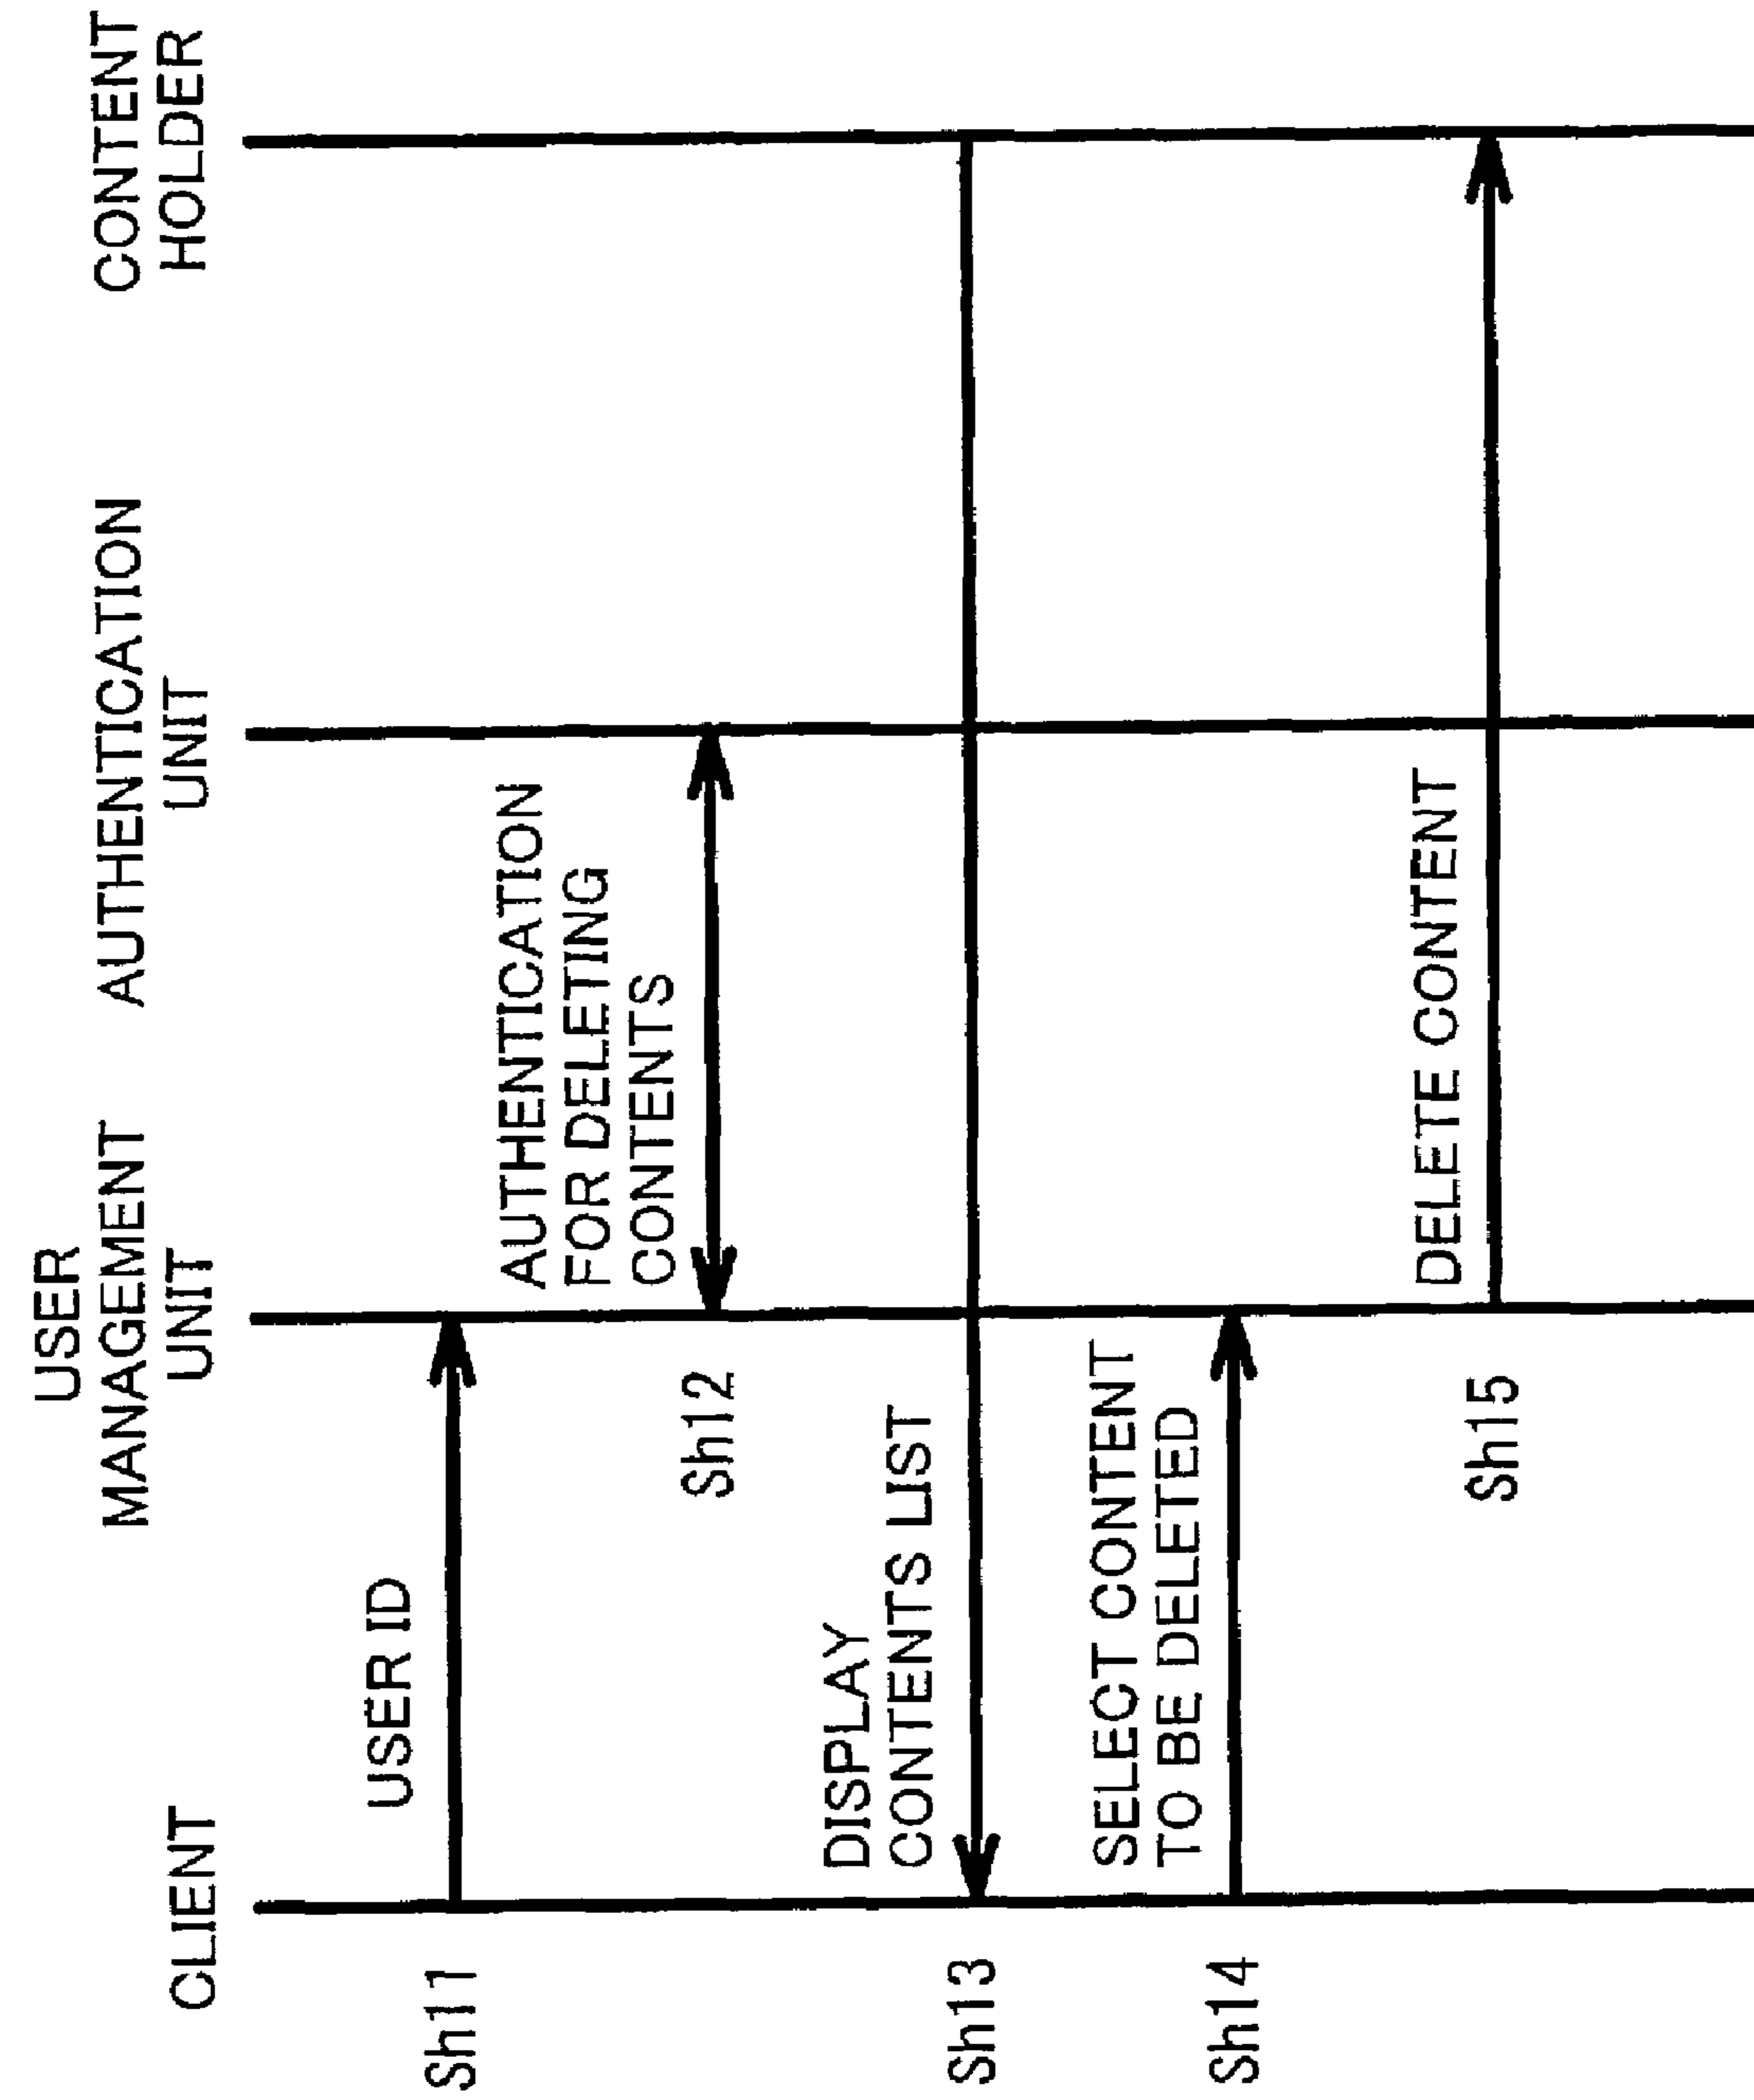 CLIENT
USER
MANAGEMENT
UNIT
AUTHENTICATION
UNIT
CONTENT
HOLDER
Sh11
USER ID
AUTHENTICATION
FOR DELETING
CONTENTS
Sh12
DISPLAY
CONTENTS LIST
Sh13
SELECT CONTENT
TO BE DELETED
Sh14
DELETE CONTENT
Sh15